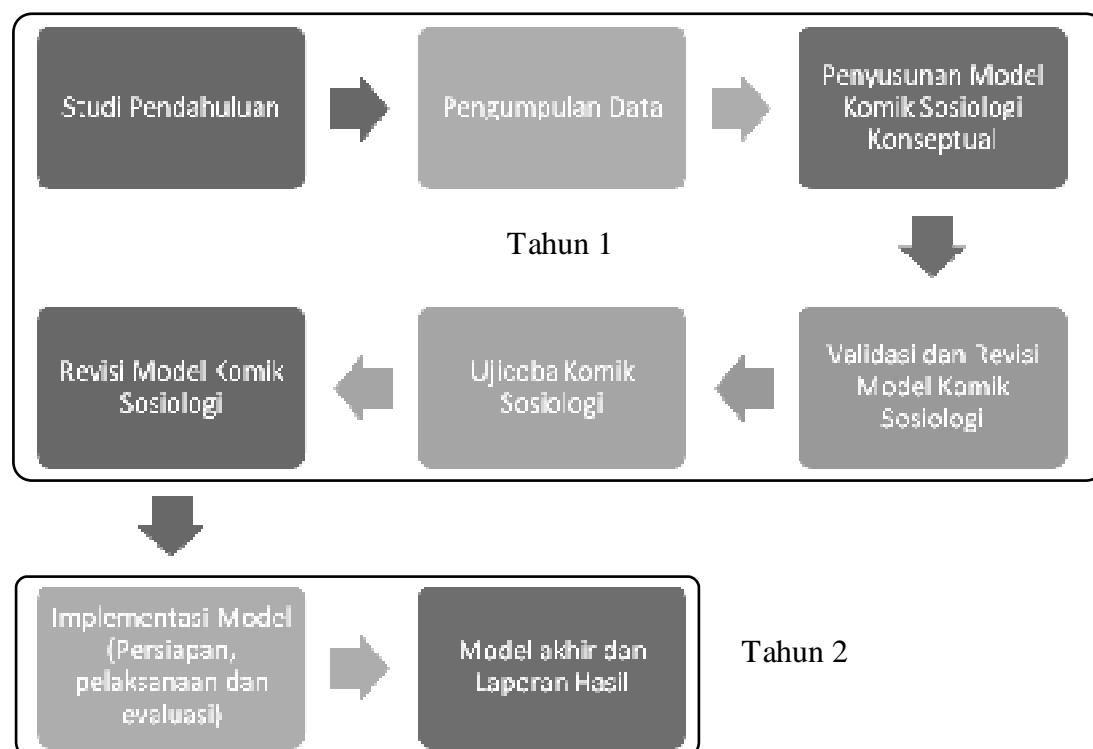 Studi Pendahuluan
Pengumpulan Data
Penyusunan Model
Komik Sosiologi
Konseptual
Tahun 1
Validasi dan Revisi
Model Komik
Sosiologi
Ujicoba Komik
Sosiologi
Revisi Model Komik
Sosiologi
Implementasi Model
(Persiapan,
pelaksanaan dan
evaluasi)
Model akhir dan
Laporan Hasil
Tahun 2